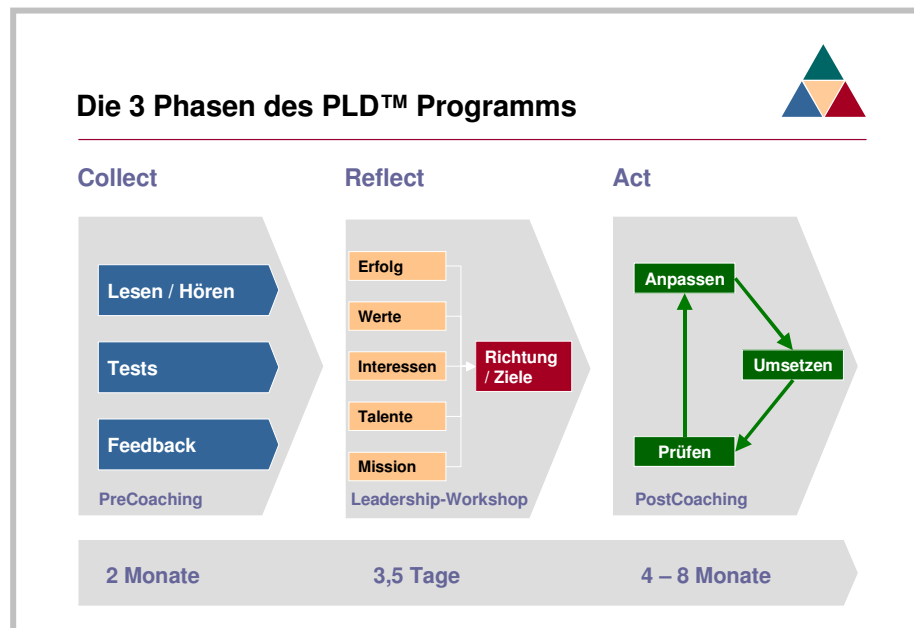 Die 3 Phasen des PLD™ Programms
Collect
Lesen / Hören
Tests
Feedback
PreCoaching
Reflect
Erfolg
Werte
Interessen
Talente
Mission
Richtung
/ Ziele
Leadership-Workshop
Act
Anpassen
Umsetzen
Prüfen
PostCoaching
2 Monate
3,5 Tage
4 – 8 Monate